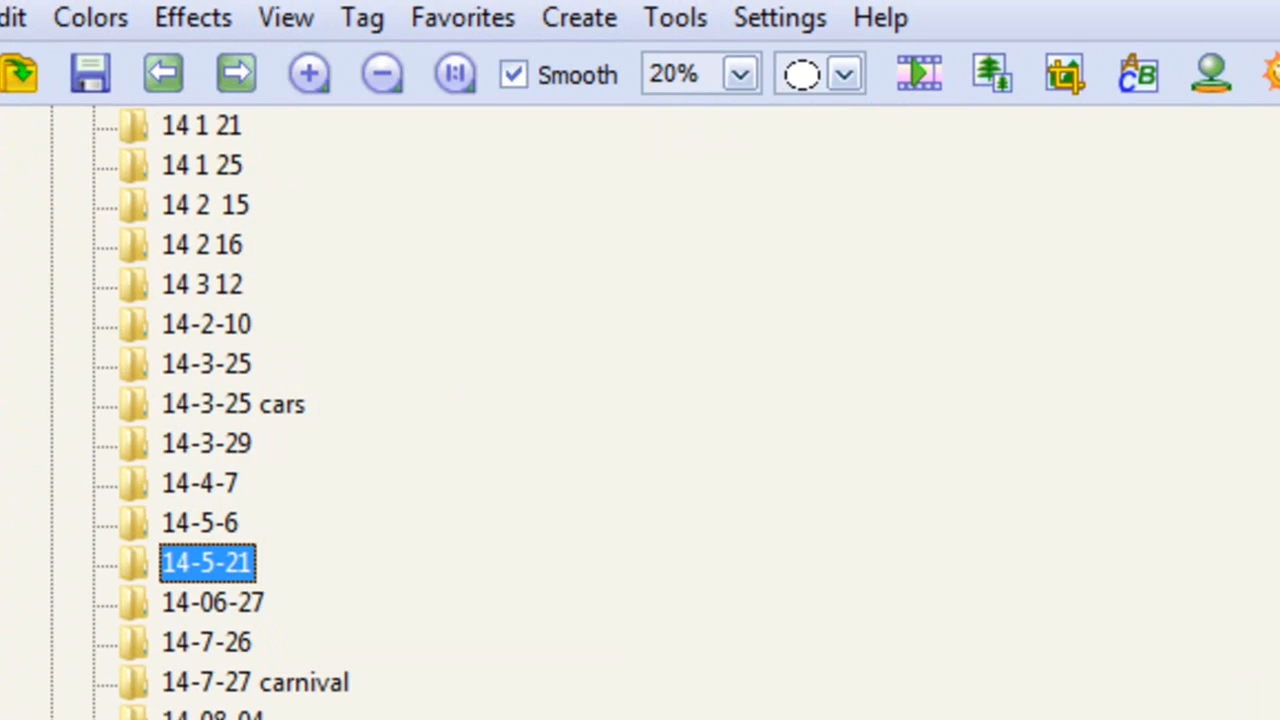 dit Colors Effects View Tag Favorites Create Tools Settings Help
Smooth 20%
14 1 21
14 1 25
14 2  15
14 2 16
14 3 12
14-2-10
14-3-25
14-3-25 cars
14-3-29
14-4-7
14-5-6
14-5-21
14-06-27
14-7-26
14-7-27 carnival
14-08-04